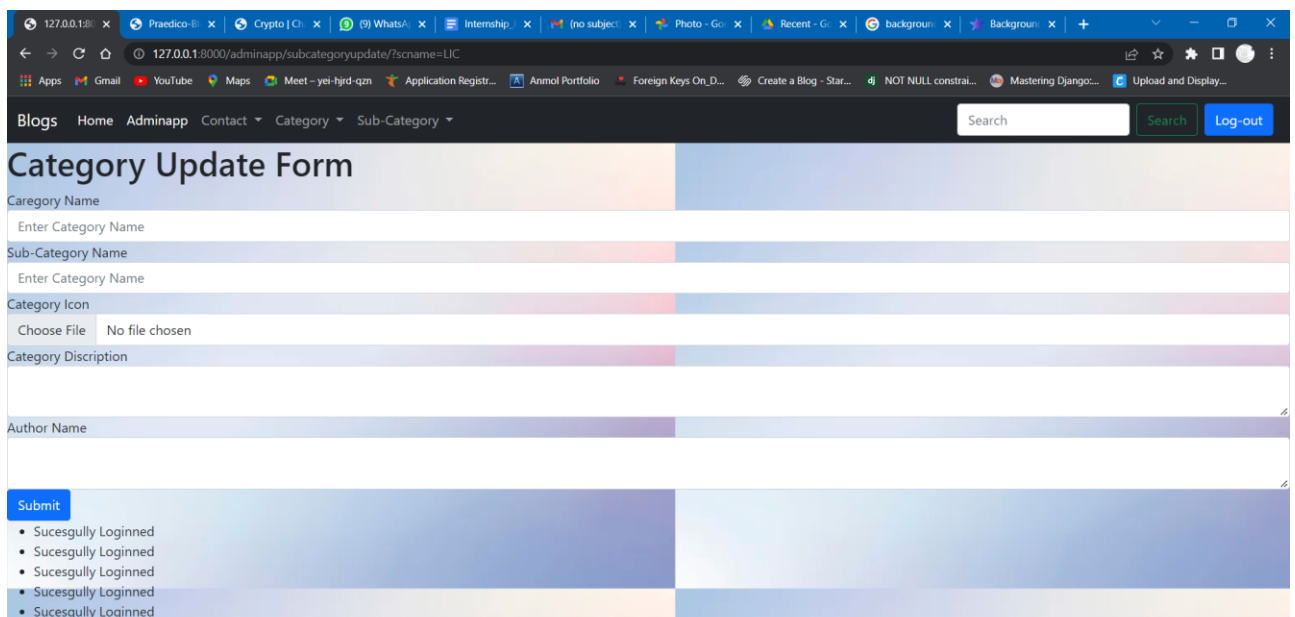 127.0.0.1:80 Praedico-B Crypto | Ch (9) WhatsA Internship_ (no subject) Photo - Goo Recent - Go backgroun Backgroun
127.0.0.1:8000/adminapp/subcategoryupdate/?scname=LIC
Apps Gmail YouTube Maps Meet – yei-hjrd-qzn Application Registr... Anmol Portfolio Foreign Keys On_D... Create a Blog - Star... dj NOT NULL constrai... Mastering Django:... C Upload and Display...
Blogs Home Adminapp Contact Category Sub-Category Search Search Log-out
Category Update Form
Caregory Name
Enter Category Name
Sub-Category Name
Enter Category Name
Category Icon
Choose File No file chosen
Category Discription
Author Name
Submit
Sucesgully Loginned
Sucesgully Loginned
Sucesgully Loginned
Sucesgully Loginned
Sucesgully Loginned